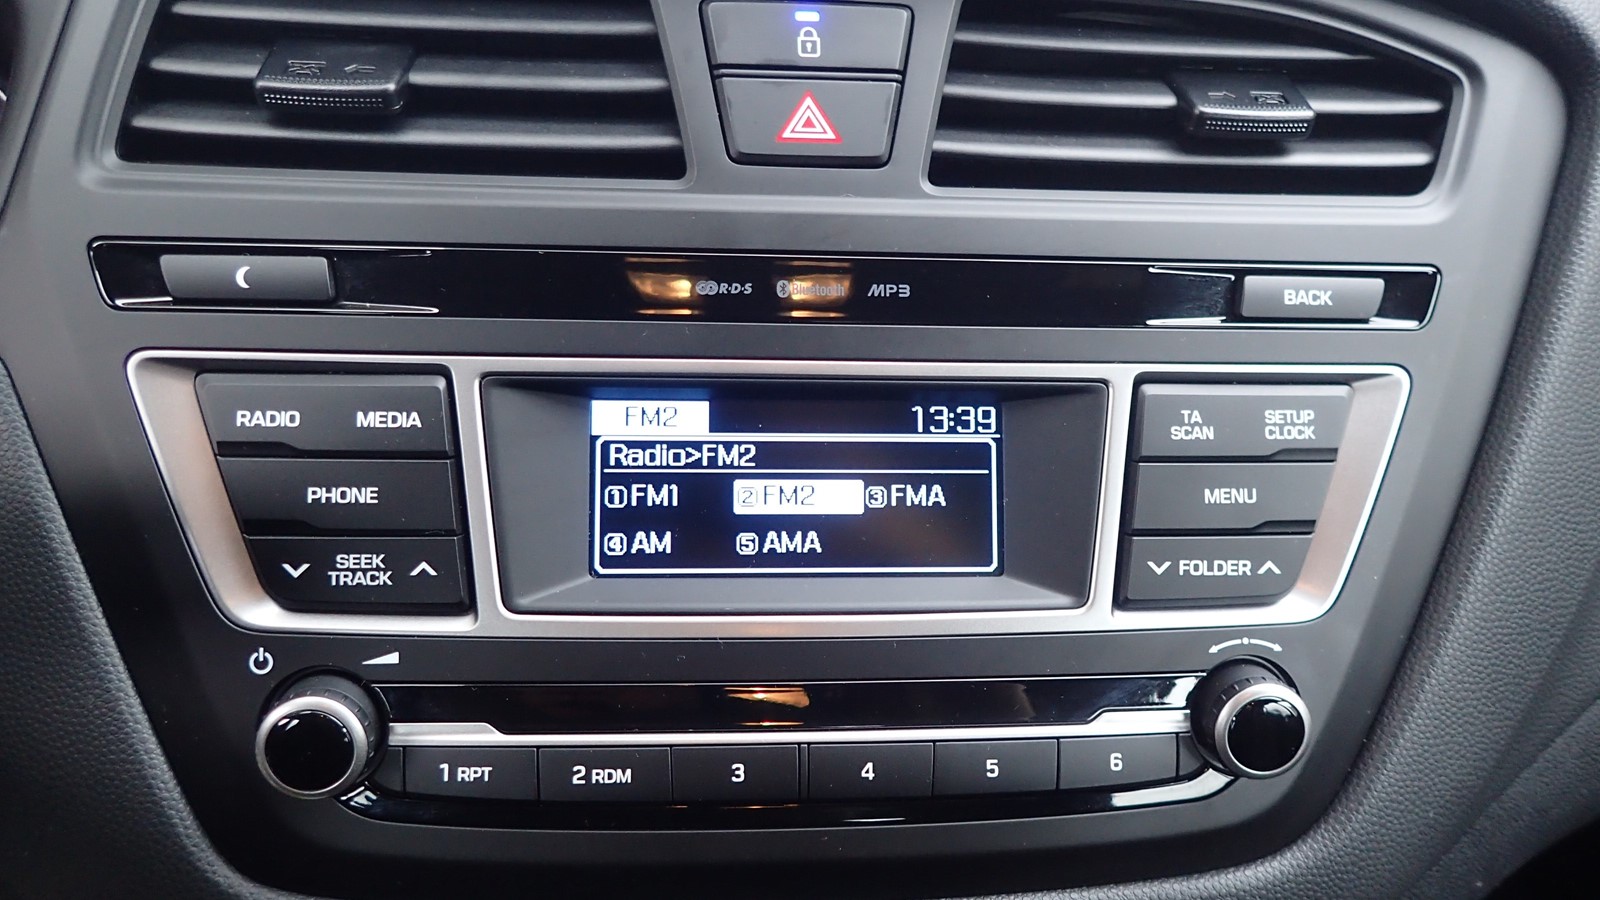 R·D·S Bluetooth MP3
BACK
RADIO MEDIA
PHONE
SEEK
TRACK
FM2 13:39
Radio>FM2
1 FM1 2 FM2 3 FMA
4 AM 5 AMA
TA
SCAN
SETUP
CLOCK
MENU
FOLDER
1 RPT 2 RDM 3 4 5 6